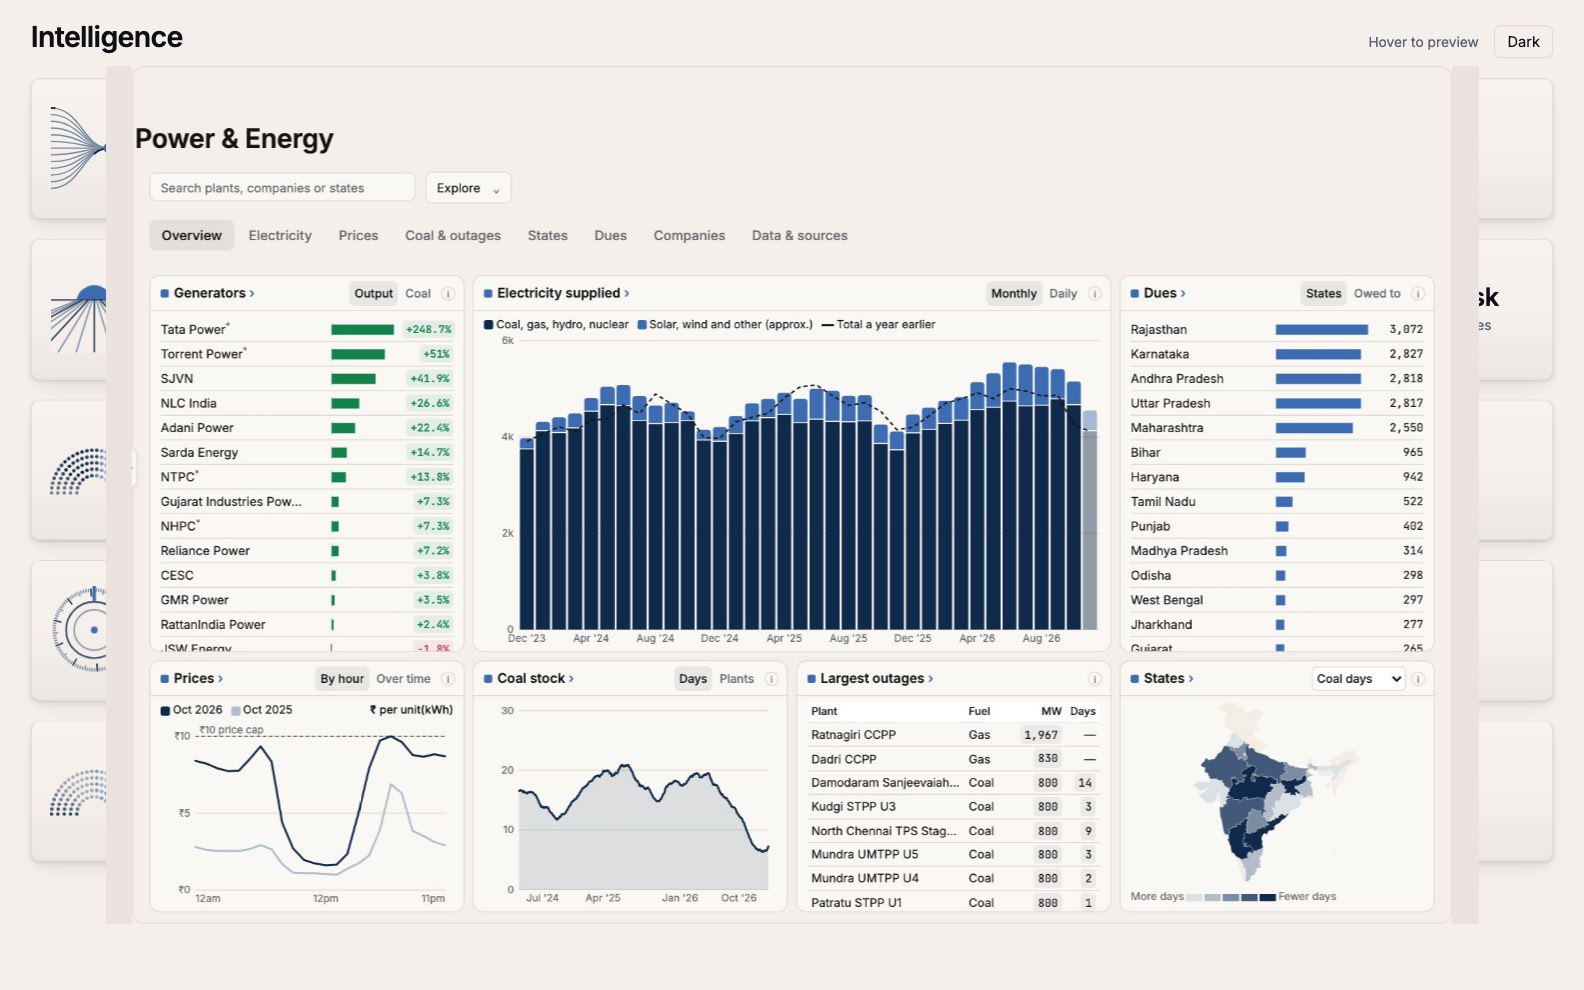 Intelligence
Hover to preview
Dark
Power & Energy
Search plants, companies or states
Explore
Overview
Electricity
Prices
Coal & outages
States
Dues
Companies
Data & sources
Generators ›
Output
Coal
Tata Power* +248.7%
Torrent Power* +51%
SJVN +41.9%
NLC India +26.6%
Adani Power +22.4%
Sarda Energy +14.7%
NTPC* +13.8%
Gujarat Industries Pow... +7.3%
NHPC* +7.3%
Reliance Power +7.2%
CESC +3.8%
GMR Power +3.5%
RattanIndia Power +2.4%
JSW Energy -1.8%
Electricity supplied ›
Monthly
Daily
Coal, gas, hydro, nuclear
Solar, wind and other (approx.)
Total a year earlier
6k
4k
2k
0
Dec '23
Apr '24
Aug '24
Dec '24
Apr '25
Aug '25
Dec '25
Apr '26
Aug '26
Dues ›
States
Owed to
Rajasthan 3,072
Karnataka 2,827
Andhra Pradesh 2,818
Uttar Pradesh 2,817
Maharashtra 2,550
Bihar 965
Haryana 942
Tamil Nadu 522
Punjab 402
Madhya Pradesh 314
Odisha 298
West Bengal 297
Jharkhand 277
Gujarat 265
sk
es
Prices ›
By hour
Over time
Oct 2026
Oct 2025
₹ per unit(kWh)
₹10 price cap
₹10
₹5
₹0
12am
12pm
11pm
Coal stock ›
Days
Plants
30
20
10
0
Jul '24
Apr '25
Jan '26
Oct '26
Largest outages ›
Plant Fuel MW Days
Ratnagiri CCPP Gas 1,967 —
Dadri CCPP Gas 830 —
Damodaram Sanjeevaiah... Coal 800 14
Kudgi STPP U3 Coal 800 3
North Chennai TPS Stag... Coal 800 9
Mundra UMTPP U5 Coal 800 3
Mundra UMTPP U4 Coal 800 2
Patratu STPP U1 Coal 800 1
States ›
Coal days
More days
Fewer days